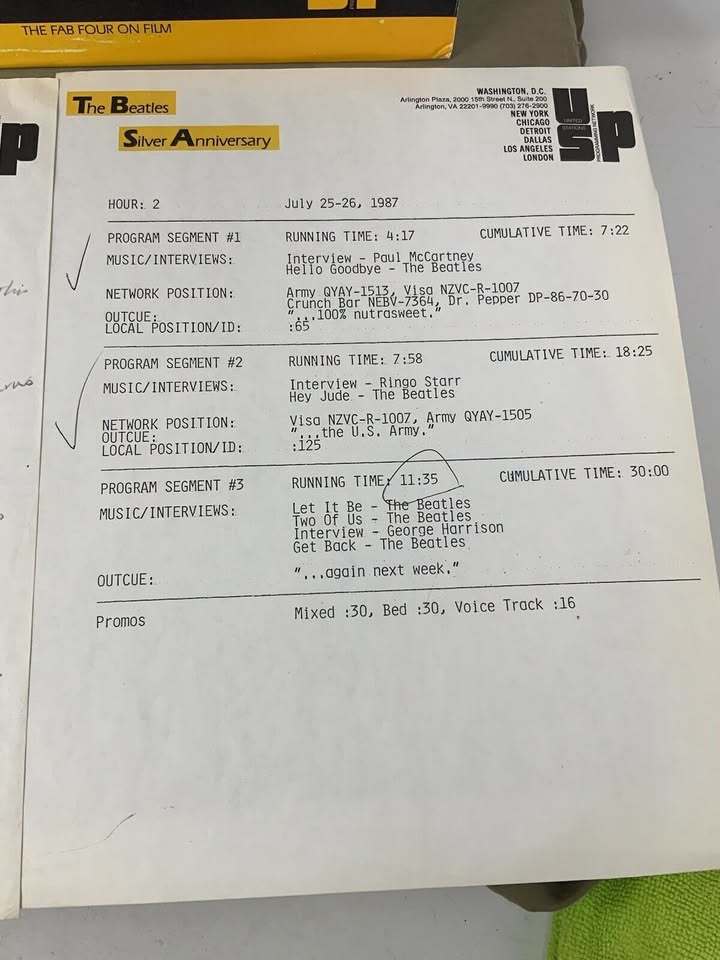 THE FAB FOUR ON FILM
The Beatles
Silver Anniversary
WASHINGTON, D.C.
Arlington Plaza, 2000 15th Street N., Suite 200
Arlington, VA 22201-9990 (703) 276-2900
NEW YORK
CHICAGO
DETROIT
DALLAS
LOS ANGELES
LONDON
USP
UNITED
STATIONS
PROGRAMMING NETWORK
HOUR: 2 July 25-26, 1987
PROGRAM SEGMENT #1 RUNNING TIME: 4:17 CUMULATIVE TIME: 7:22
MUSIC/INTERVIEWS: Interview - Paul McCartney
Hello Goodbye - The Beatles
NETWORK POSITION: Army QYAY-1513, Visa NZVC-R-1007
Crunch Bar NEBV-7364, Dr. Pepper DP-86-70-30
OUTCUE: "...100% nutrasweet."
LOCAL POSITION/ID: :65
PROGRAM SEGMENT #2 RUNNING TIME: 7:58 CUMULATIVE TIME: 18:25
MUSIC/INTERVIEWS: Interview - Ringo Starr
Hey Jude - The Beatles
NETWORK POSITION: Visa NZVC-R-1007, Army QYAY-1505
OUTCUE: "...the U.S. Army."
LOCAL POSITION/ID: :125
PROGRAM SEGMENT #3 RUNNING TIME: 11:35 CUMULATIVE TIME: 30:00
MUSIC/INTERVIEWS: Let It Be - The Beatles
Two Of Us - The Beatles
Interview - George Harrison
Get Back - The Beatles
OUTCUE: "...again next week."
Promos Mixed :30, Bed :30, Voice Track :16